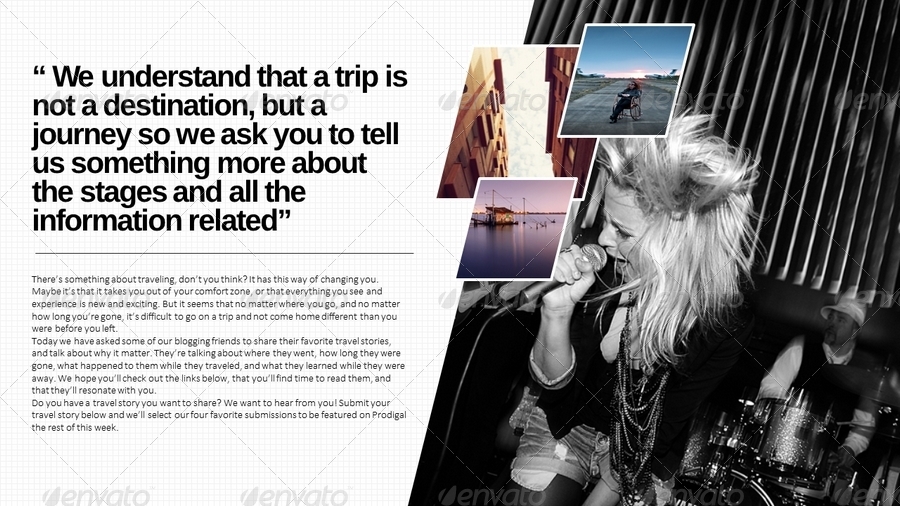 “ We understand that a trip is
not a destination, but a
journey so we ask you to tell
us something more about
the stages and all the
information related”
There’s something about traveling, don’t you think? It has this way of changing you.
Maybe it’s that it takes you out of your comfort zone, or that everything you see and
experience is new and exciting. But it seems that no matter where you go, and no matter
how long you’re gone, it’s difficult to go on a trip and not come home different than you
were before you left.
Today we have asked some of our blogging friends to share their favorite travel stories,
and talk about why it matter. They’re talking about where they went, how long they were
gone, what happened to them while they traveled, and what they learned while they were
away. We hope you’ll check out the links below, that you’ll find time to read them, and
that they’ll resonate with you.
Do you have a travel story you want to share? We want to hear from you! Submit your
travel story below and we’ll select our four favorite submissions to be featured on Prodigal
the rest of this week.
envato
envato
envato
envato
envato
envato
envato
envato
envato
envato
envato
envato